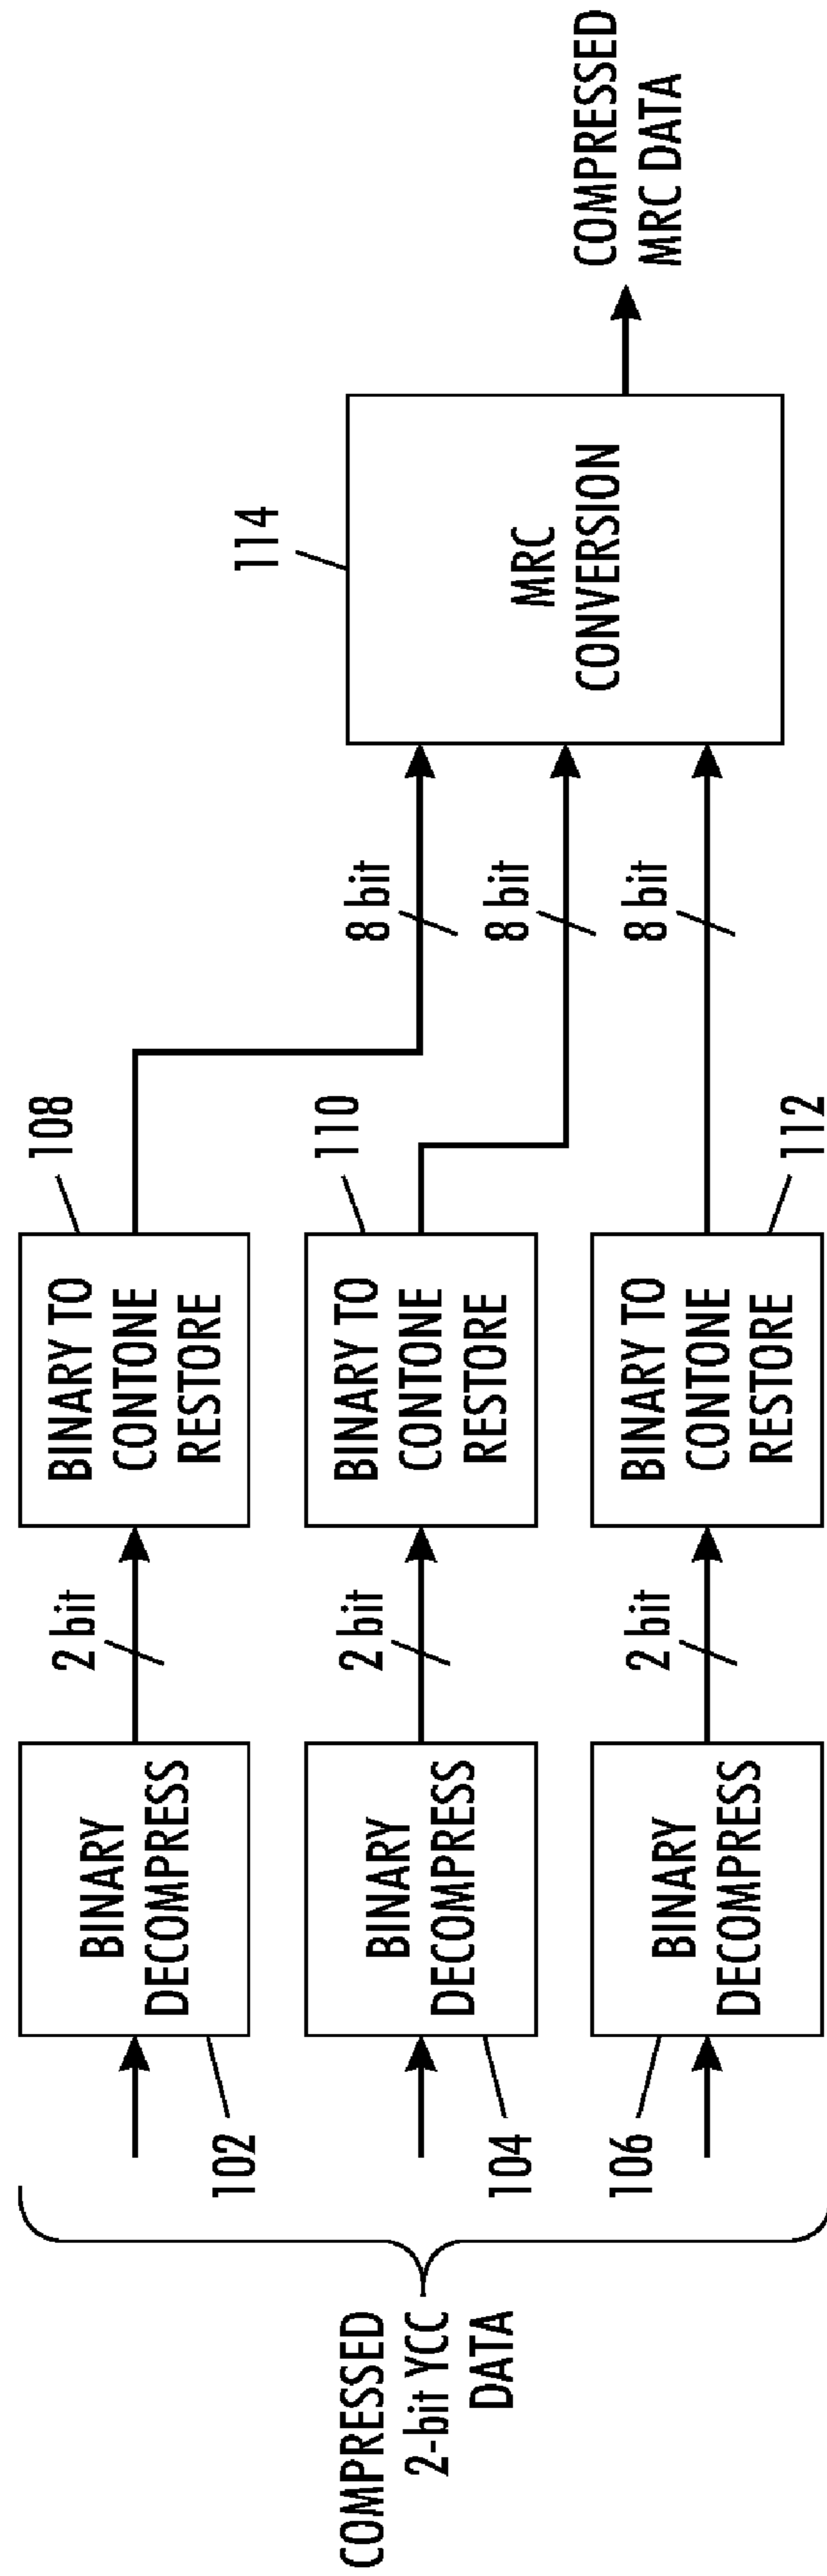 COMPRESSED
2-bit YCC
DATA
102
BINARY
DECOMPRESS
2 bit
BINARY TO
CONTONE
RESTORE
108
8 bit
104
BINARY
DECOMPRESS
2 bit
BINARY TO
CONTONE
RESTORE
110
8 bit
106
BINARY
DECOMPRESS
2 bit
BINARY TO
CONTONE
RESTORE
112
8 bit
114
MRC
CONVERSION
COMPRESSED
MRC DATA